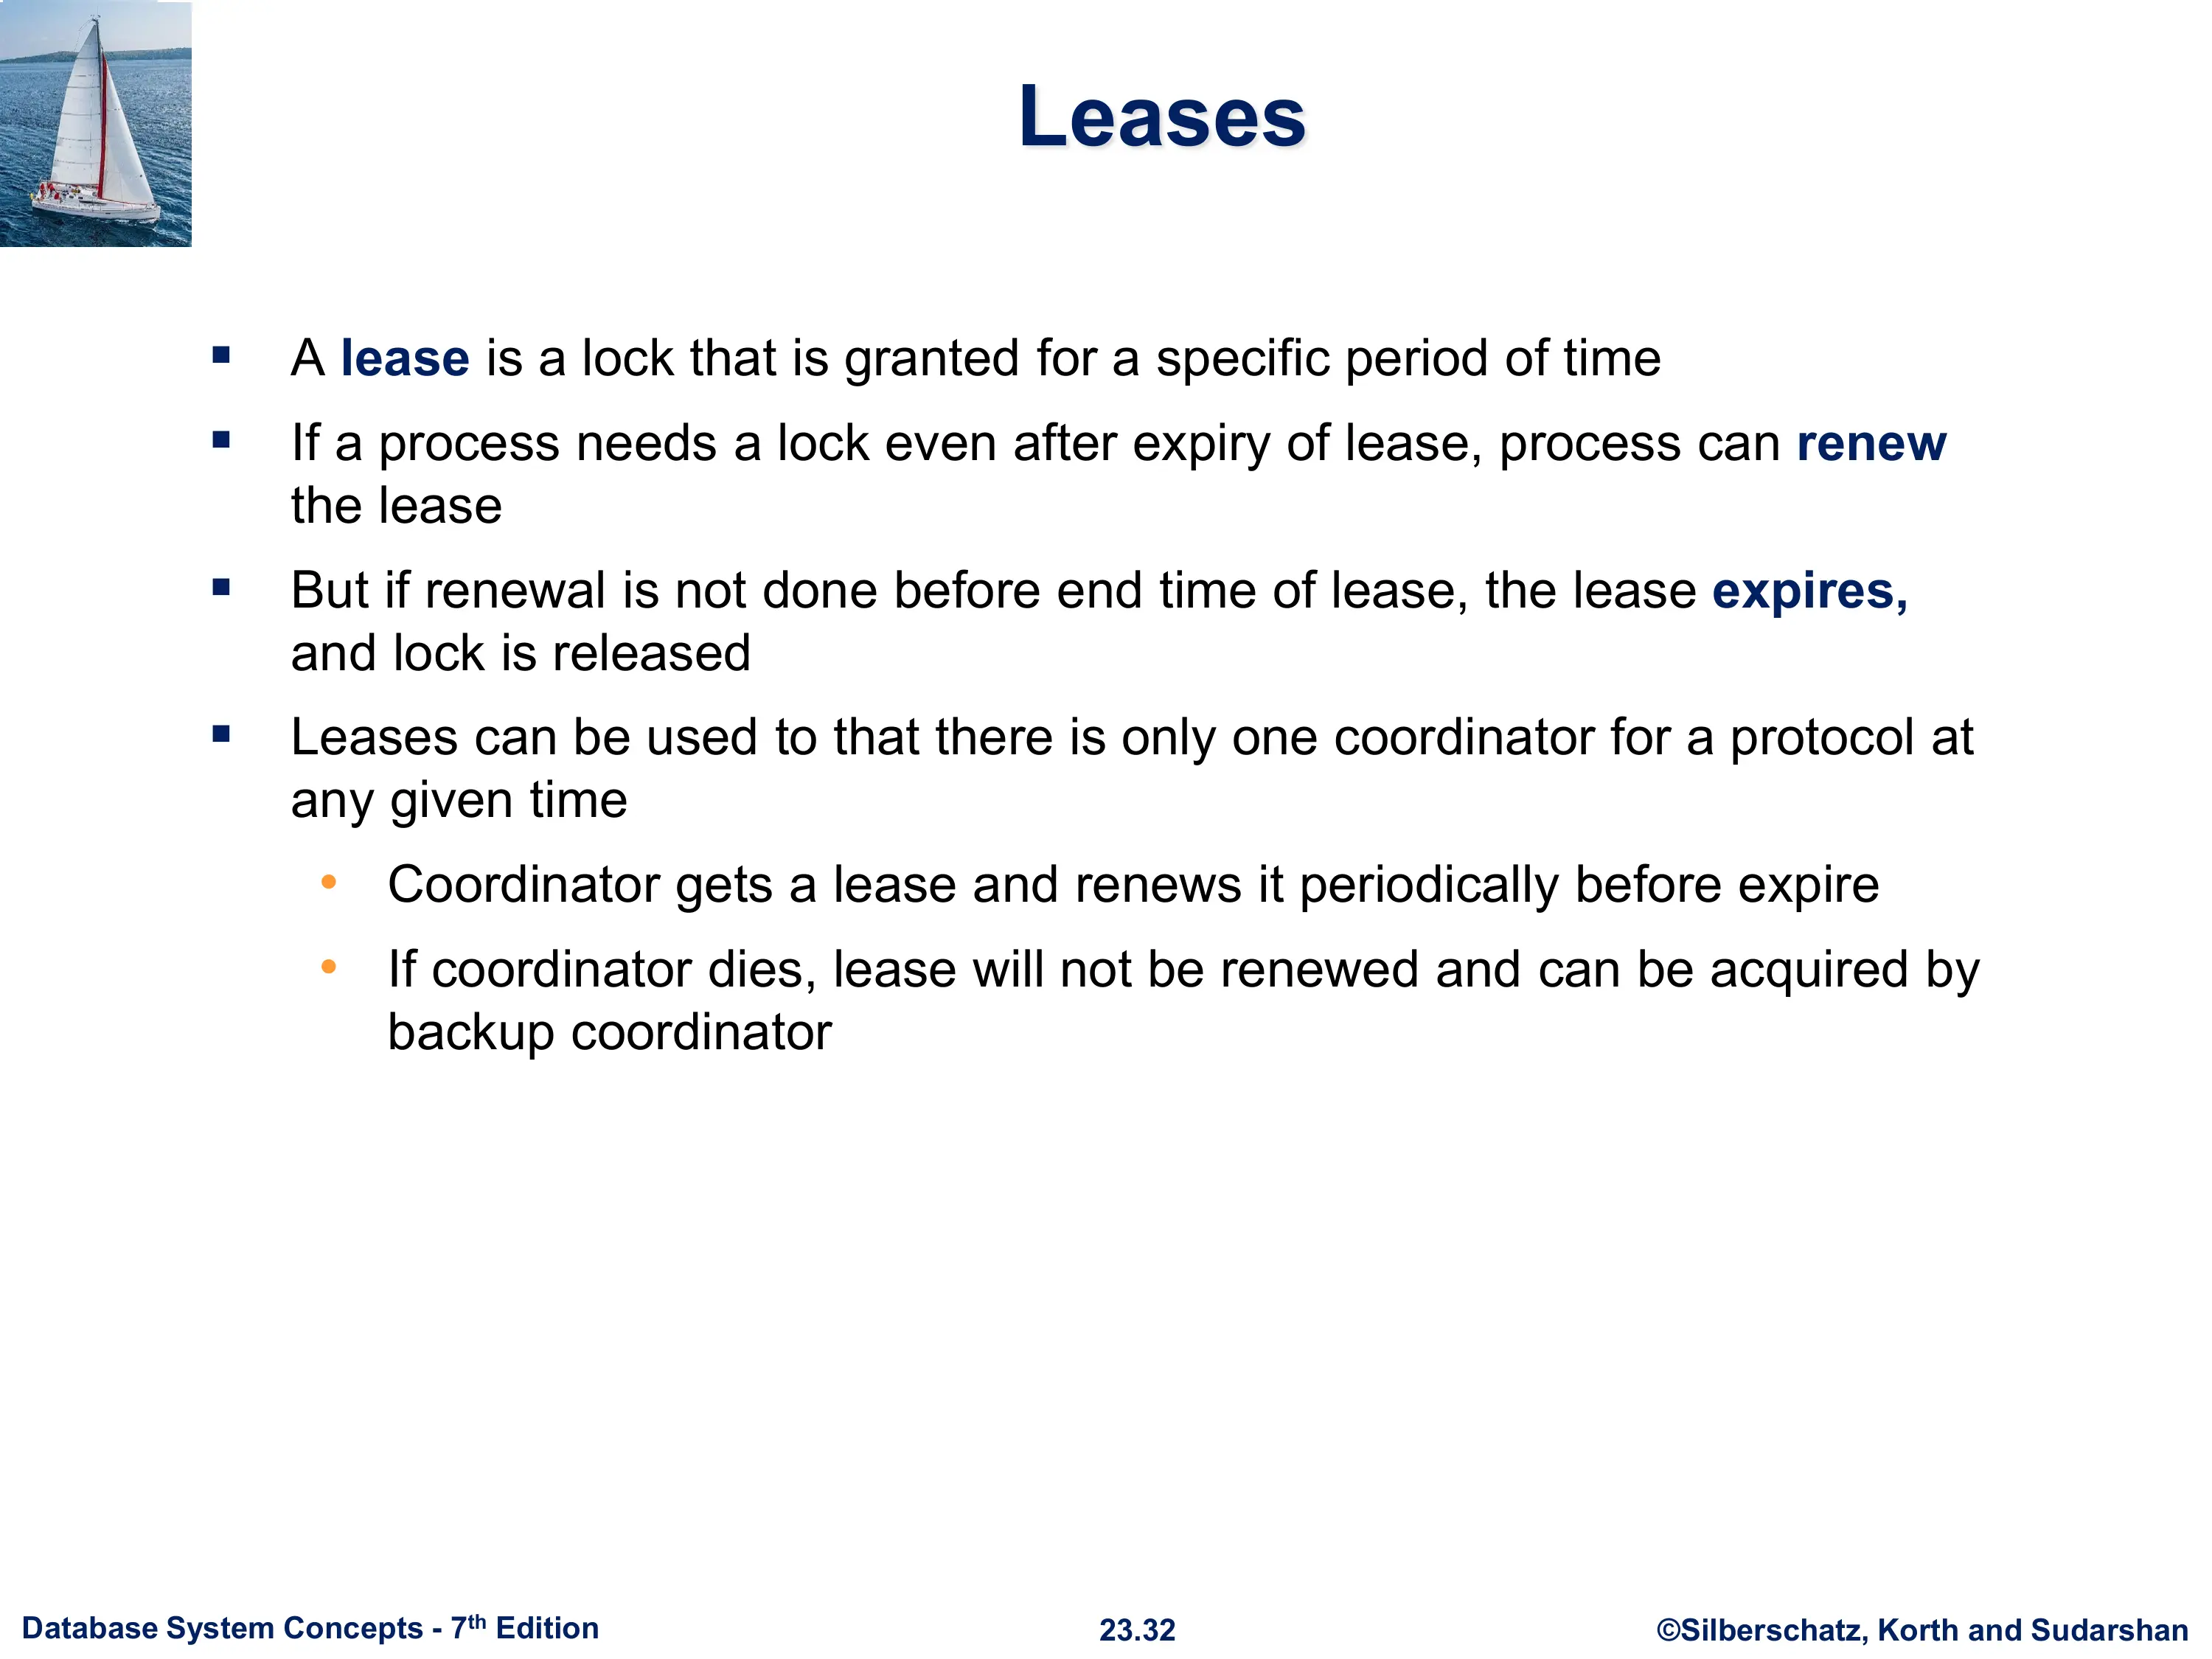 Leases
▪ A lease is a lock that is granted for a specific period of time
▪ If a process needs a lock even after expiry of lease, process can renew
the lease
▪ But if renewal is not done before end time of lease, the lease expires,
and lock is released
▪ Leases can be used to that there is only one coordinator for a protocol at
any given time
• Coordinator gets a lease and renews it periodically before expire
• If coordinator dies, lease will not be renewed and can be acquired by
backup coordinator
Database System Concepts - 7th Edition
23.32
©Silberschatz, Korth and Sudarshan